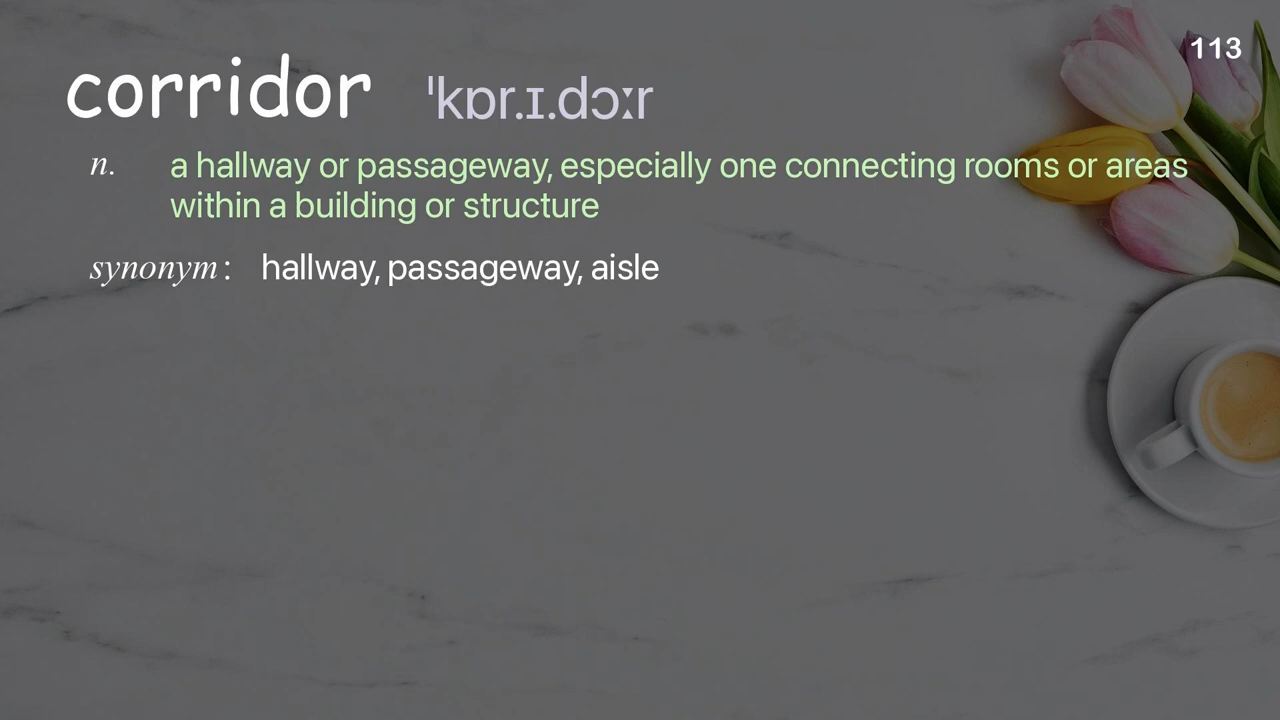 113
corridor ˈkɒr.ɪ.dɔːr
n. a hallway or passageway, especially one connecting rooms or areas
within a building or structure
synonym: hallway, passageway, aisle